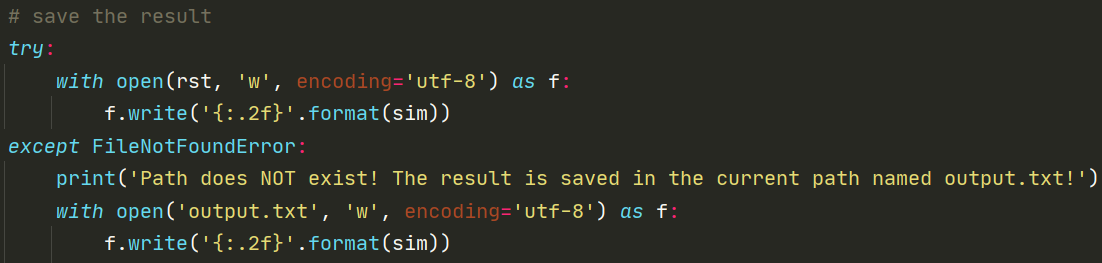 # save the result
try:
    with open(rst, 'w', encoding='utf-8') as f:
        f.write('{:.2f}'.format(sim))
except FileNotFoundError:
    print('Path does NOT exist! The result is saved in the current path named output.txt!')
    with open('output.txt', 'w', encoding='utf-8') as f:
        f.write('{:.2f}'.format(sim))